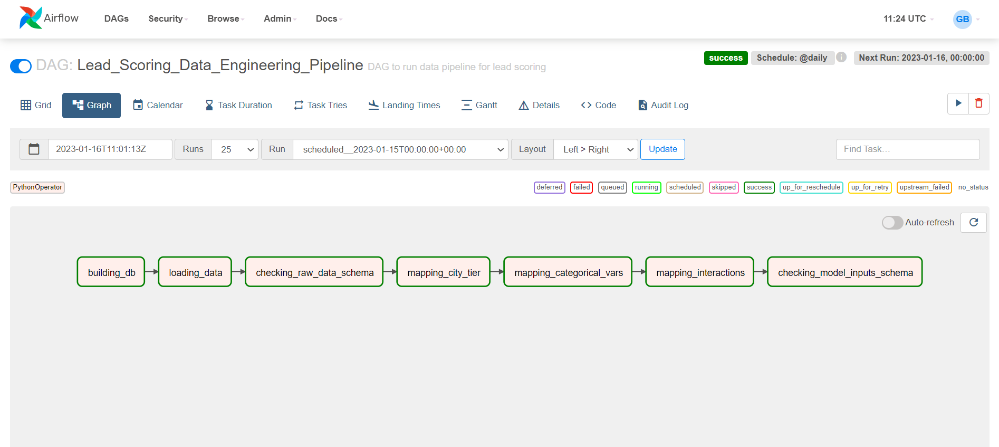 Airflow DAGs Security Browse Admin Docs 11:24 UTC GB
DAG: Lead_Scoring_Data_Engineering_Pipeline DAG to run data pipeline for lead scoring success Schedule: @daily i Next Run: 2023-01-16, 00:00:00
Grid Graph Calendar Task Duration Task Tries Landing Times Gantt Details Code Audit Log
2023-01-16T11:01:13Z Runs 25 Run scheduled__2023-01-15T00:00:00+00:00 Layout Left > Right Update Find Task…
PythonOperator deferred failed queued running scheduled skipped success up_for_reschedule up_for_retry upstream_failed no_status
Auto-refresh
building_db loading_data checking_raw_data_schema mapping_city_tier mapping_categorical_vars mapping_interactions checking_model_inputs_schema